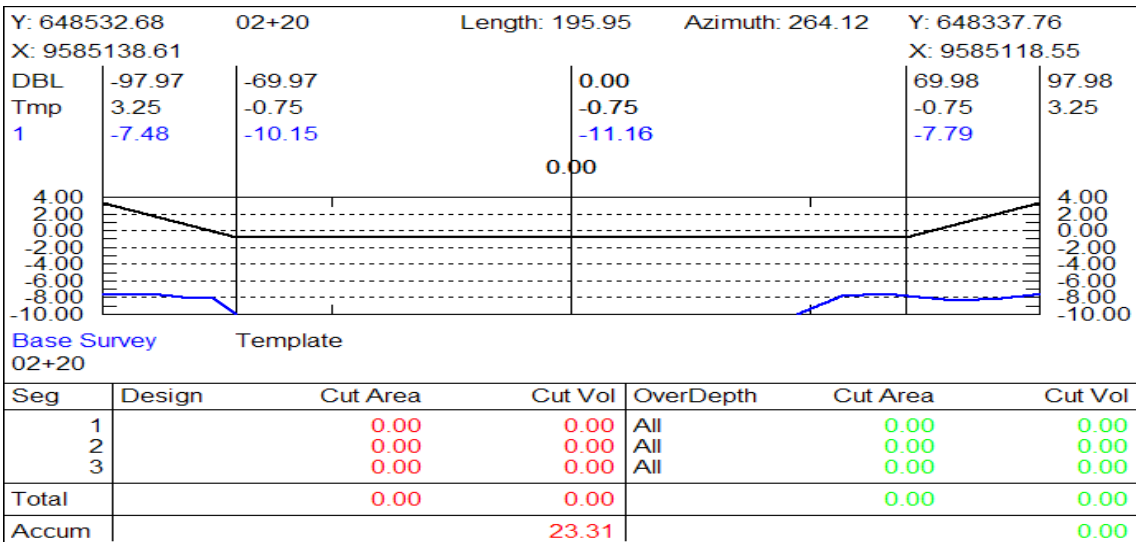 Y: 648532.68 02+20 Length: 195.95 Azimuth: 264.12 Y: 648337.76
X: 9585138.61 X: 9585118.55
DBL -97.97 -69.97 0.00 69.98 97.98
Tmp 3.25 -0.75 -0.75 -0.75 3.25
1 -7.48 -10.15 -11.16 -7.79
0.00
4.00 4.00
2.00 2.00
0.00 0.00
-2.00 -2.00
-4.00 -4.00
-6.00 -6.00
-8.00 -8.00
-10.00 -10.00
Base Survey Template
02+20
Seg Design Cut Area Cut Vol OverDepth Cut Area Cut Vol
1 0.00 0.00 All 0.00 0.00
2 0.00 0.00 All 0.00 0.00
3 0.00 0.00 All 0.00 0.00
Total 0.00 0.00 0.00 0.00
Accum 23.31 0.00